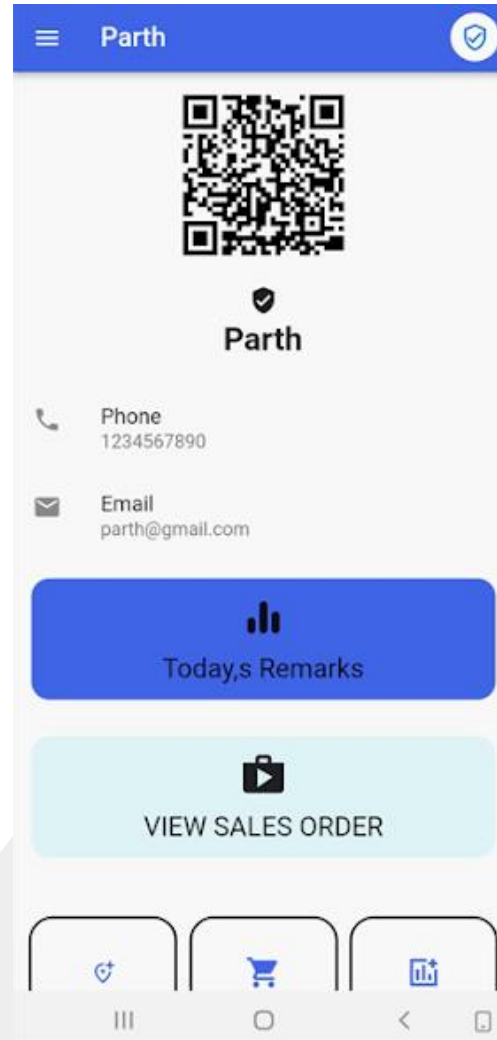 Parth
Parth
Phone
1234567890
Email
parth@gmail.com
Today,s Remarks
VIEW SALES ORDER